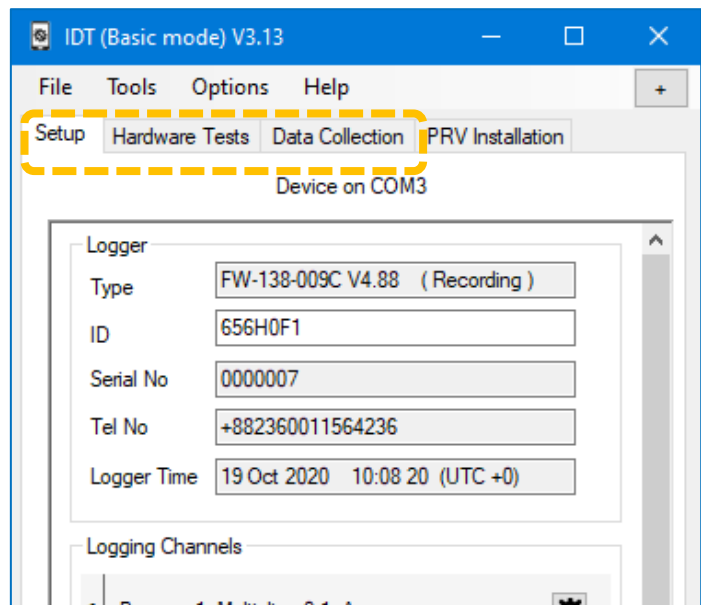 IDT (Basic mode) V3.13
File Tools Options Help +
Setup Hardware Tests Data Collection PRV Installation
Device on COM3
Logger
Type FW-138-009C V4.88 ( Recording )
ID 656H0F1
Serial No 0000007
Tel No +882360011564236
Logger Time 19 Oct 2020 10:08 20 (UTC +0)
Logging Channels